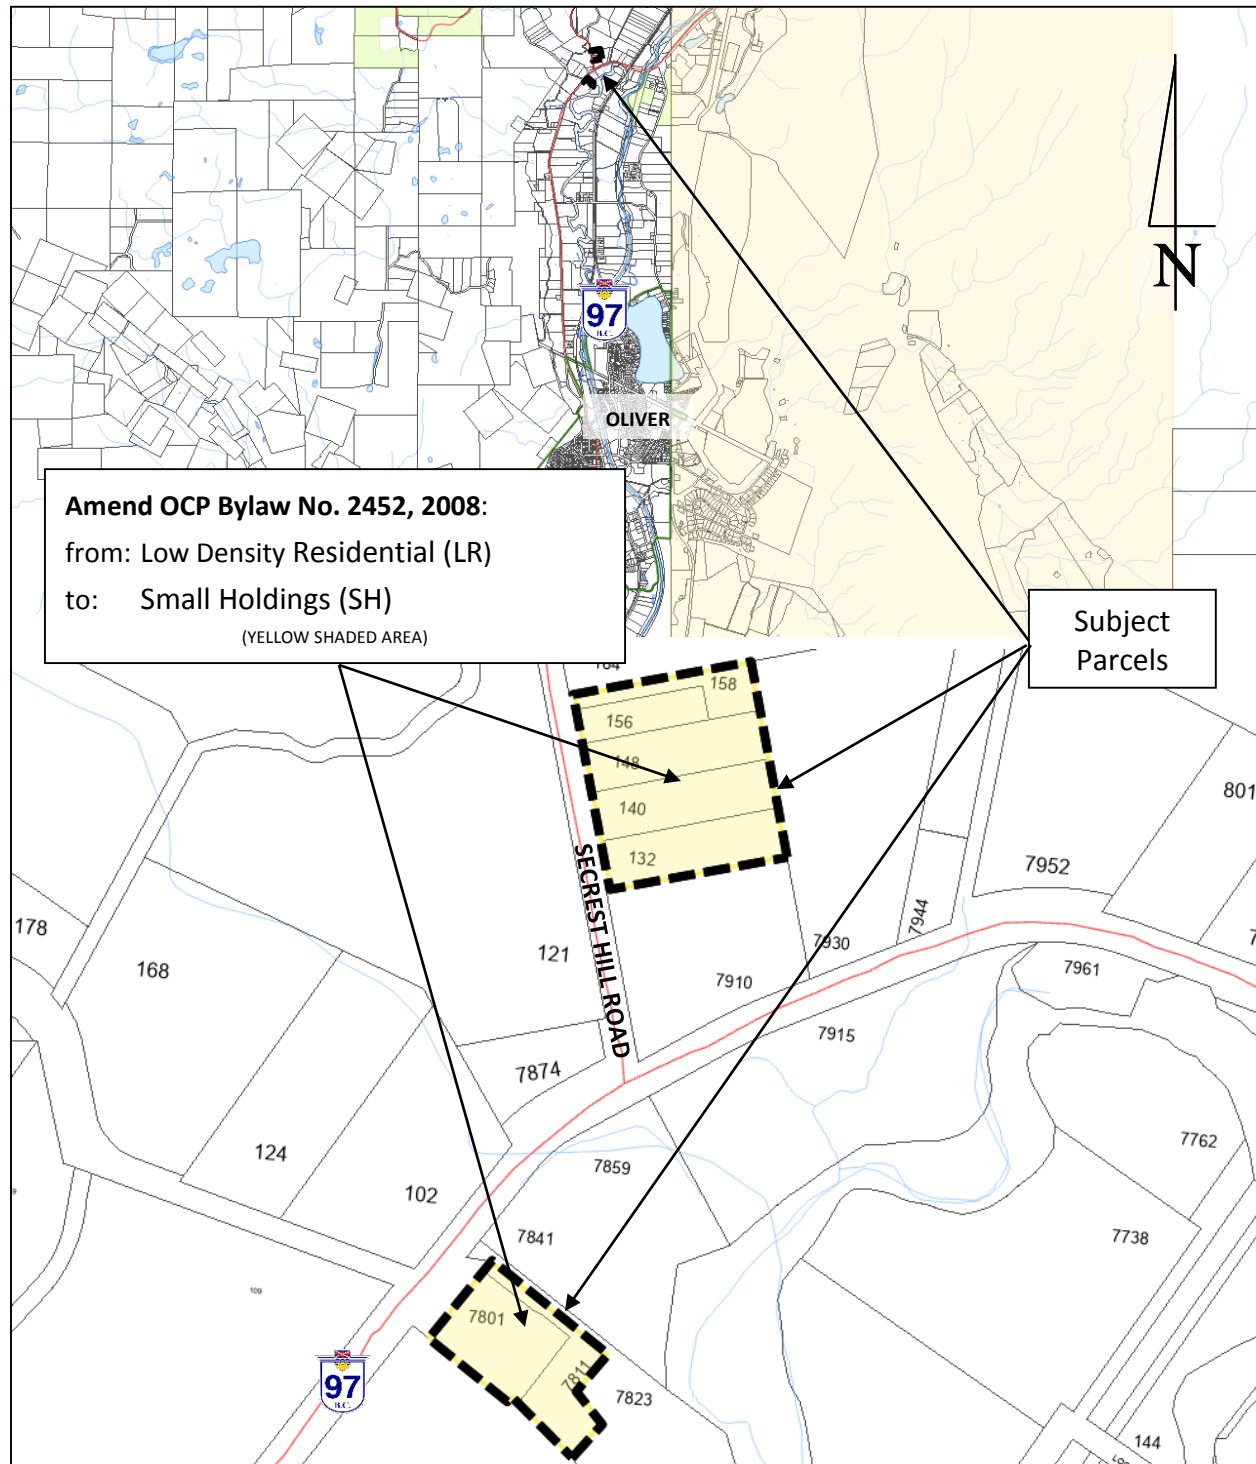 N
97
B.C.
OLIVER
Amend OCP Bylaw No. 2452, 2008:
from: Low Density Residential (LR)
to: Small Holdings (SH)
(YELLOW SHADED AREA)
Subject
Parcels
158
156
148
140
132
SECREST HILL ROAD
801
7952
7944
7930
7910
7961
7915
178
168
121
7874
124
102
7859
7841
7762
7738
109
7801
7811
7823
97
B.C.
144